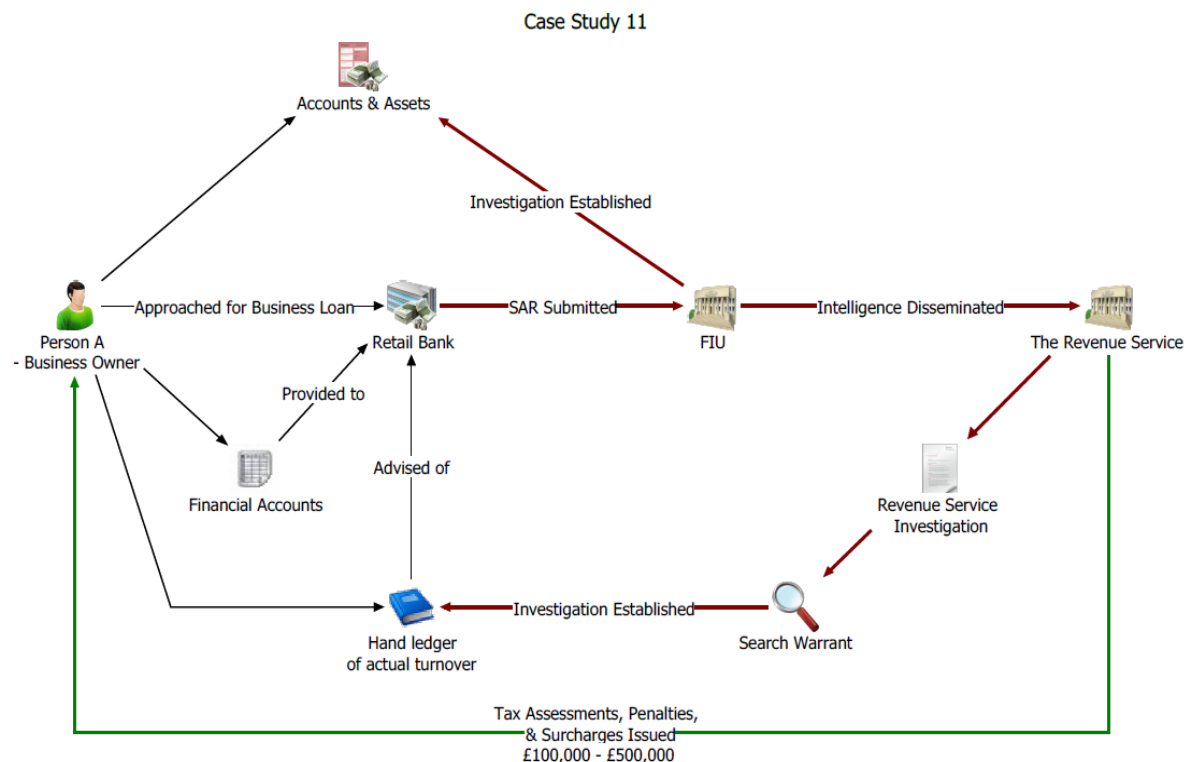 Case Study 11
Accounts & Assets
Investigation Established
Approached for Business Loan
SAR Submitted
Intelligence Disseminated
Person A
- Business Owner
Retail Bank
FIU
The Revenue Service
Provided to
Advised of
Financial Accounts
Revenue Service
Investigation
Investigation Established
Hand ledger
of actual turnover
Search Warrant
Tax Assessments, Penalties,
& Surcharges Issued
£100,000 - £500,000